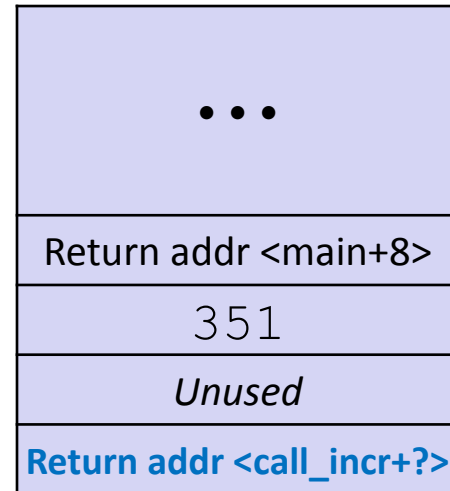 • • •
Return addr <main+8>
351
Unused
Return addr <call_incr+?>